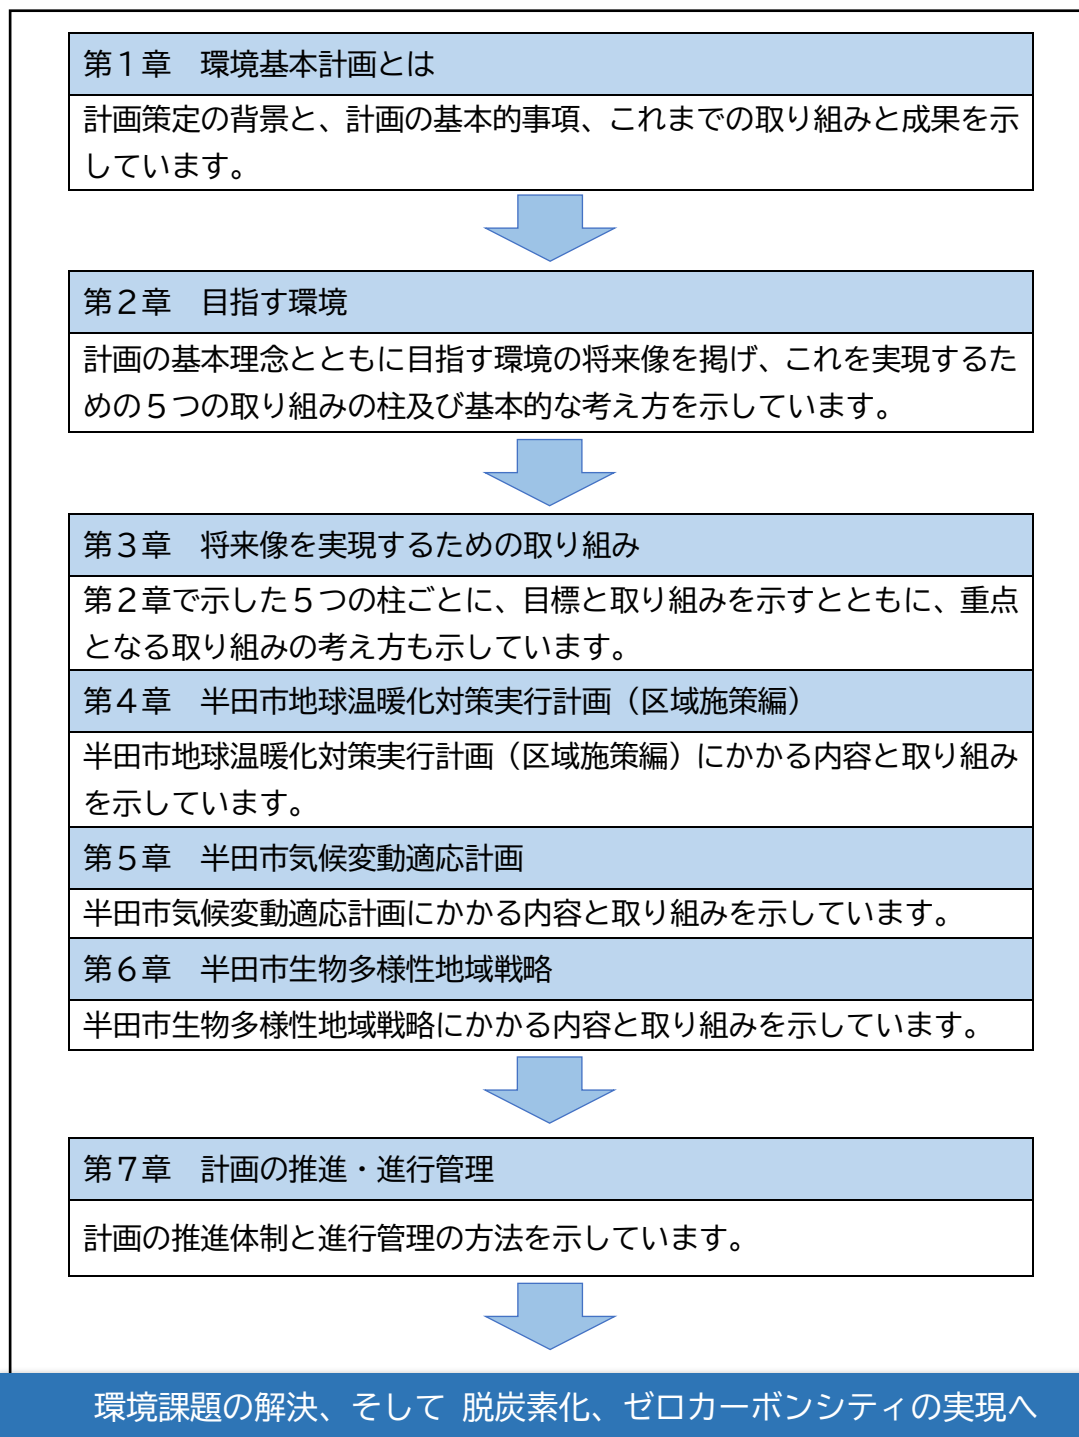 第1章　環境基本計画とは
計画策定の背景と、計画の基本的事項、これまでの取り組みと成果を示
しています。
第2章　目指す環境
計画の基本理念とともに目指す環境の将来像を掲げ、これを実現するた
めの5つの取り組みの柱及び基本的な考え方を示しています。
第3章　将来像を実現するための取り組み
第2章で示した5つの柱ごとに、目標と取り組みを示すとともに、重点
となる取り組みの考え方も示しています。
第4章　半田市地球温暖化対策実行計画（区域施策編）
半田市地球温暖化対策実行計画（区域施策編）にかかる内容と取り組み
を示しています。
第5章　半田市気候変動適応計画
半田市気候変動適応計画にかかる内容と取り組みを示しています。
第6章　半田市生物多様性地域戦略
半田市生物多様性地域戦略にかかる内容と取り組みを示しています。
第7章　計画の推進・進行管理
計画の推進体制と進行管理の方法を示しています。
環境課題の解決、そして 脱炭素化、ゼロカーボンシティの実現へ